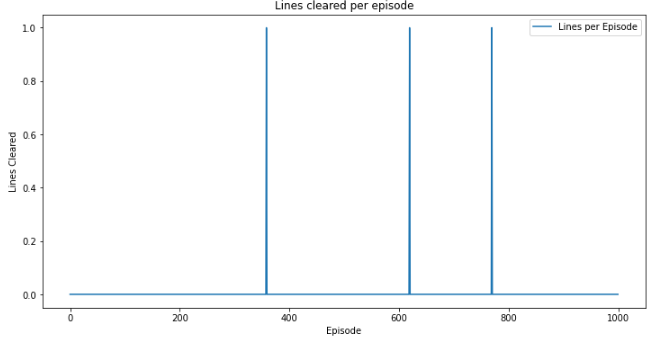 Lines cleared per episode
Lines per Episode
Lines Cleared
1.0
0.8
0.6
0.4
0.2
0.0
0 200 400 600 800 1000
Episode